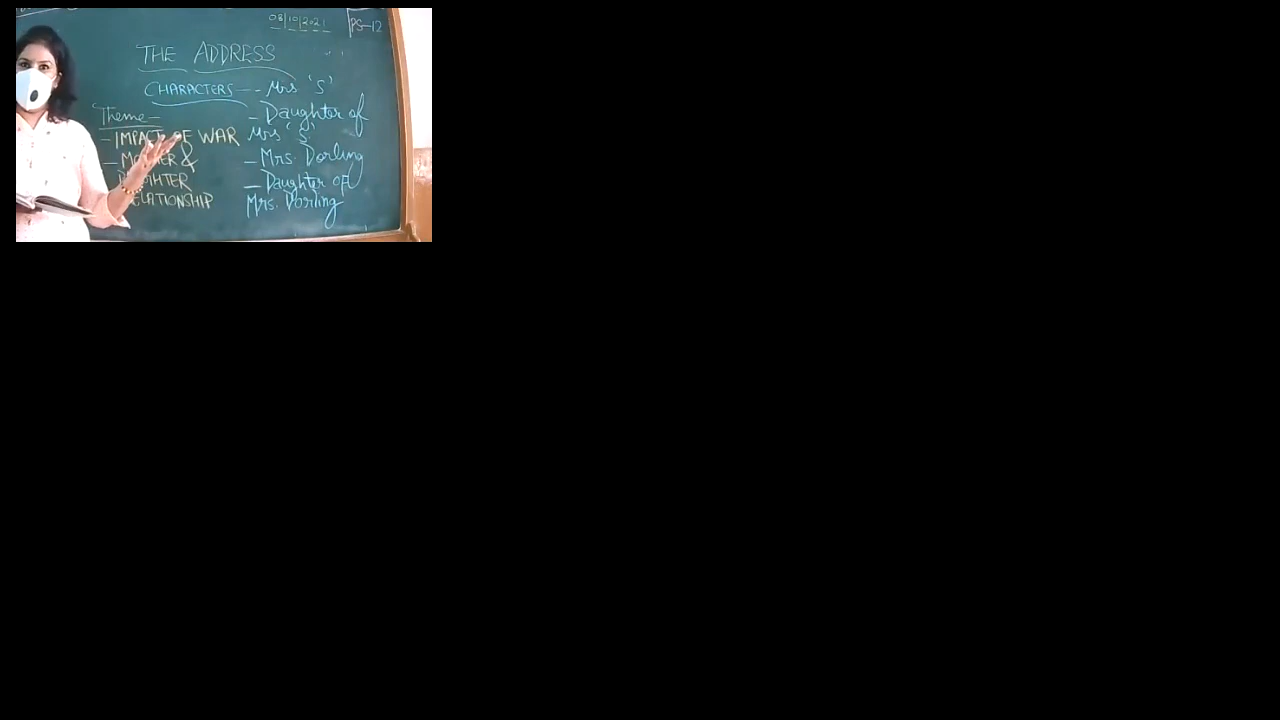 08|10|2021
PS-12
THE ADDRESS
CHARACTERS - - Mrs 'S'
Theme -
- Daughter of
Mrs 'S'
- IMPACT OF WAR
- Mrs. Dorling
- MOTHER &
- Daughter of
DAUGHTER
Mrs. Dorling
RELATIONSHIP